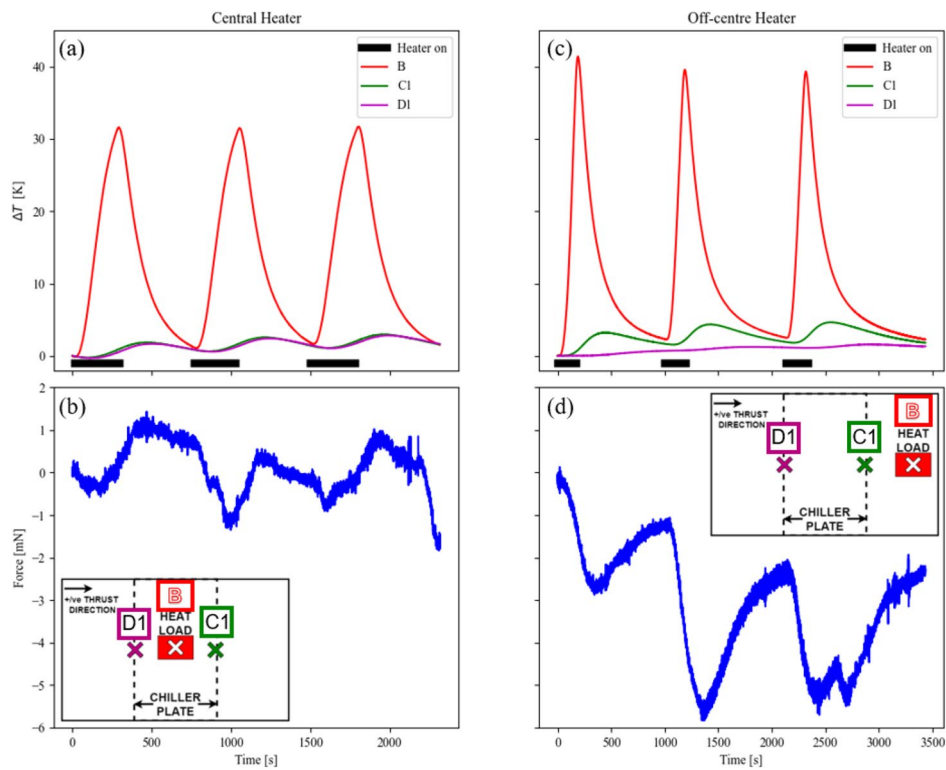 Central Heater
Off-centre Heater
(a)
Heater on
B
C1
D1
40
30
20
10
0
ΔT [K]
(c)
Heater on
B
C1
D1
(b)
2
1
0
−1
−2
−3
−4
−5
−6
Force [mN]
+/ve THRUST
DIRECTION
B
HEAT
LOAD
D1
C1
CHILLER
PLATE
0
500
1000
1500
2000
Time [s]
(d)
+/ve THRUST
DIRECTION
B
HEAT
LOAD
D1
C1
CHILLER
PLATE
0
500
1000
1500
2000
2500
3000
3500
Time [s]